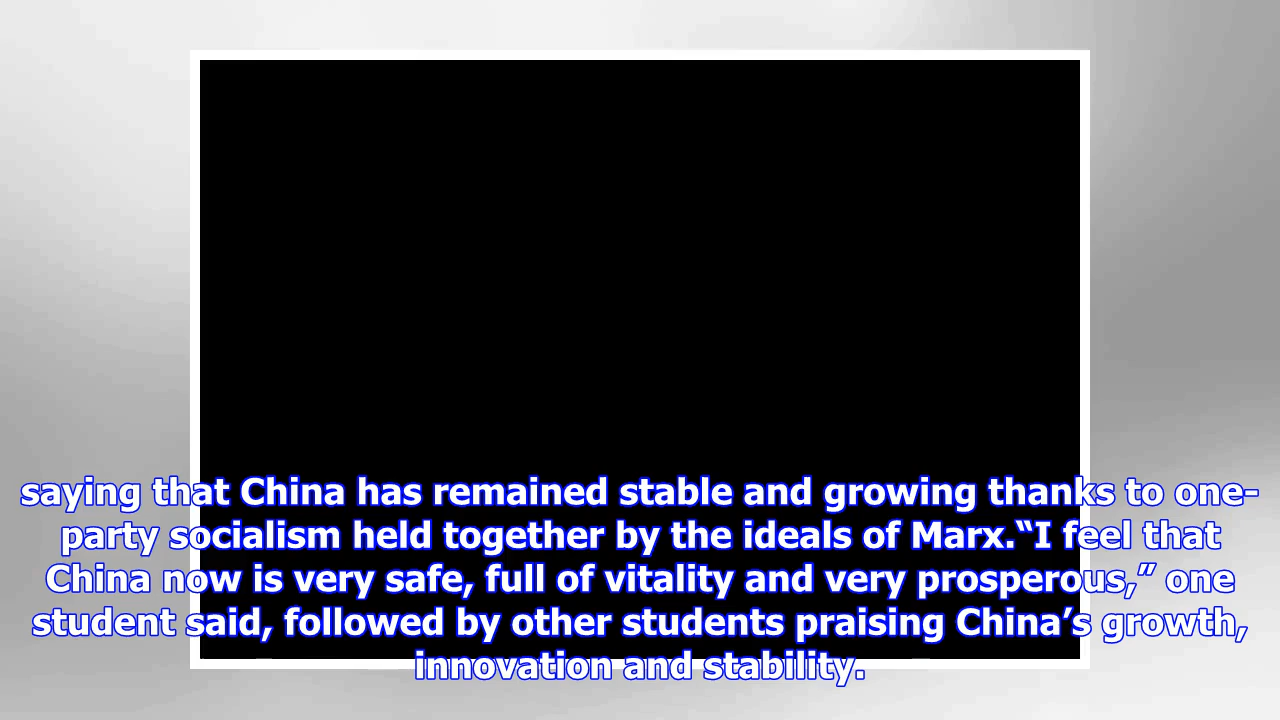 saying that China has remained stable and growing thanks to one-
party socialism held together by the ideals of Marx.“I feel that
China now is very safe, full of vitality and very prosperous,” one
student said, followed by other students praising China’s growth,
innovation and stability.